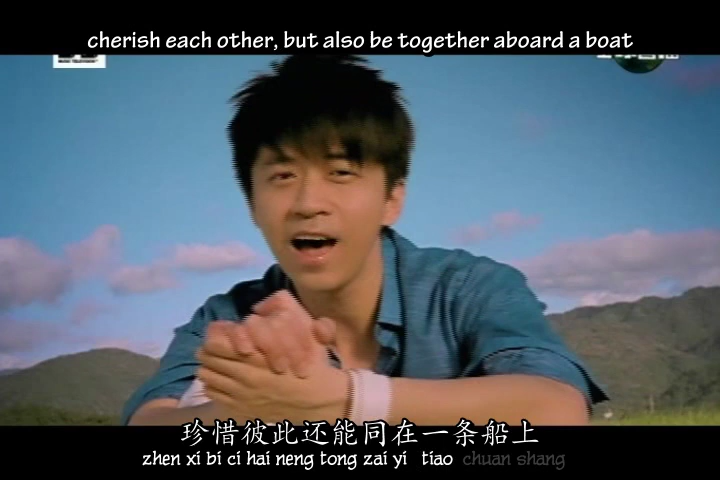 cherish each other, but also be together aboard a boat
珍惜彼此还能同在一条船上
zhen xi bi ci hai neng tong zai yi tiao chuan shang